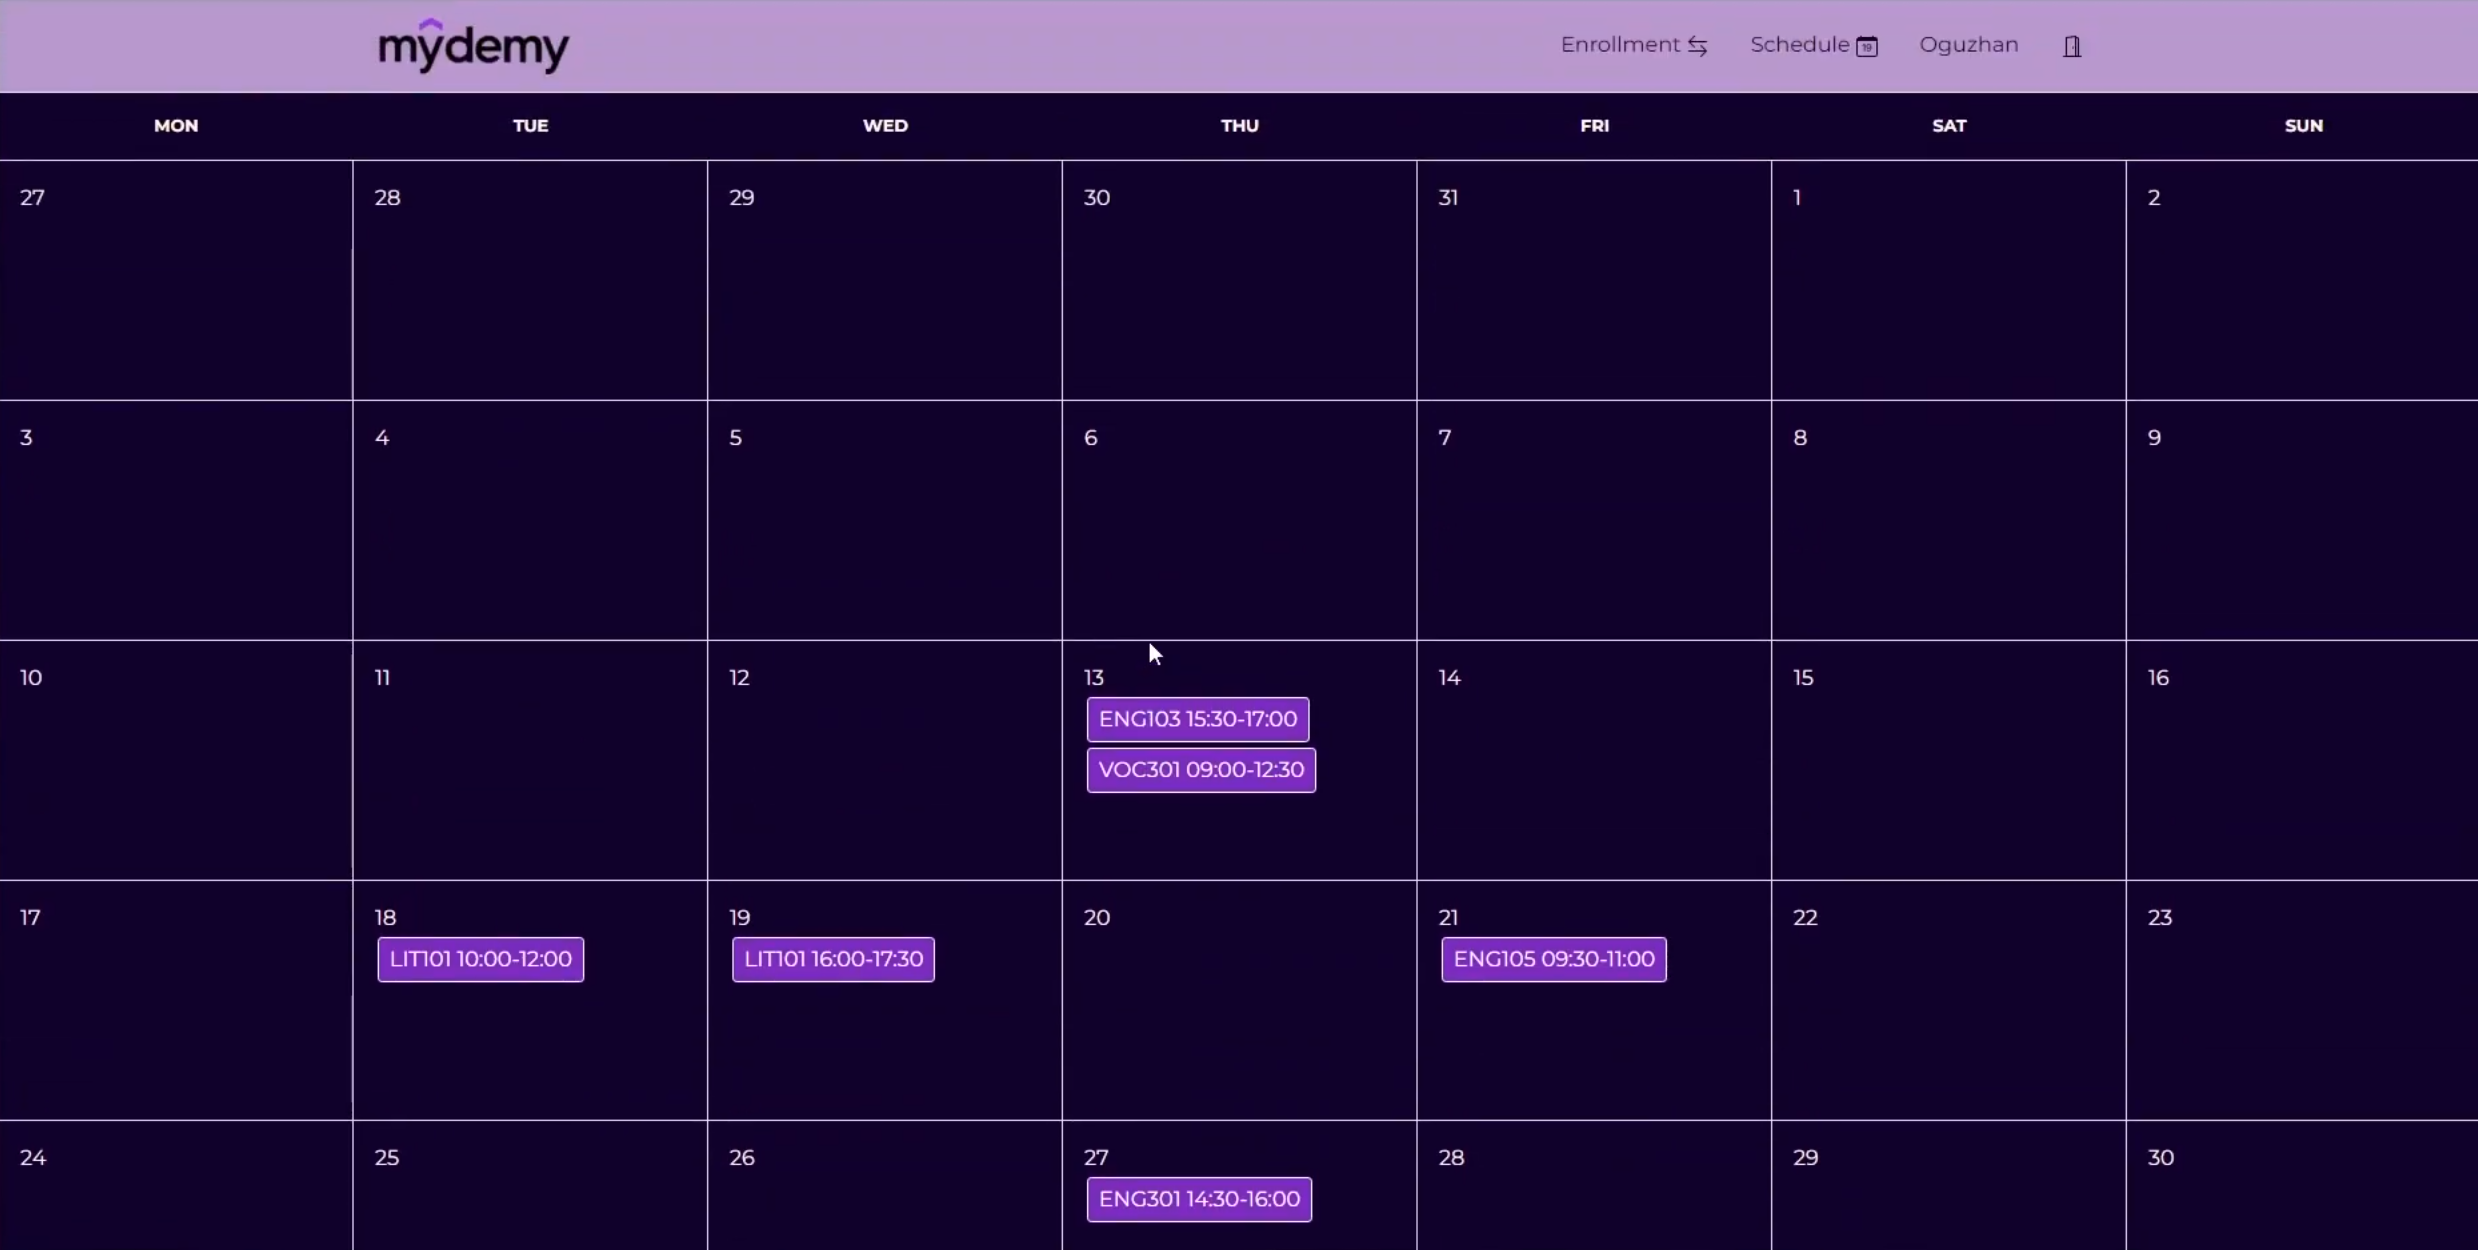 mydemy
Enrollment Schedule 19 Oguzhan
MON TUE WED THU FRI SAT SUN
27 28 29 30 31 1 2
3 4 5 6 7 8 9
10 11 12 13 14 15 16
ENG103 15:30-17:00
VOC301 09:00-12:30
17 18 19 20 21 22 23
LIT101 10:00-12:00 LIT101 16:00-17:30 ENG105 09:30-11:00
24 25 26 27 28 29 30
ENG301 14:30-16:00